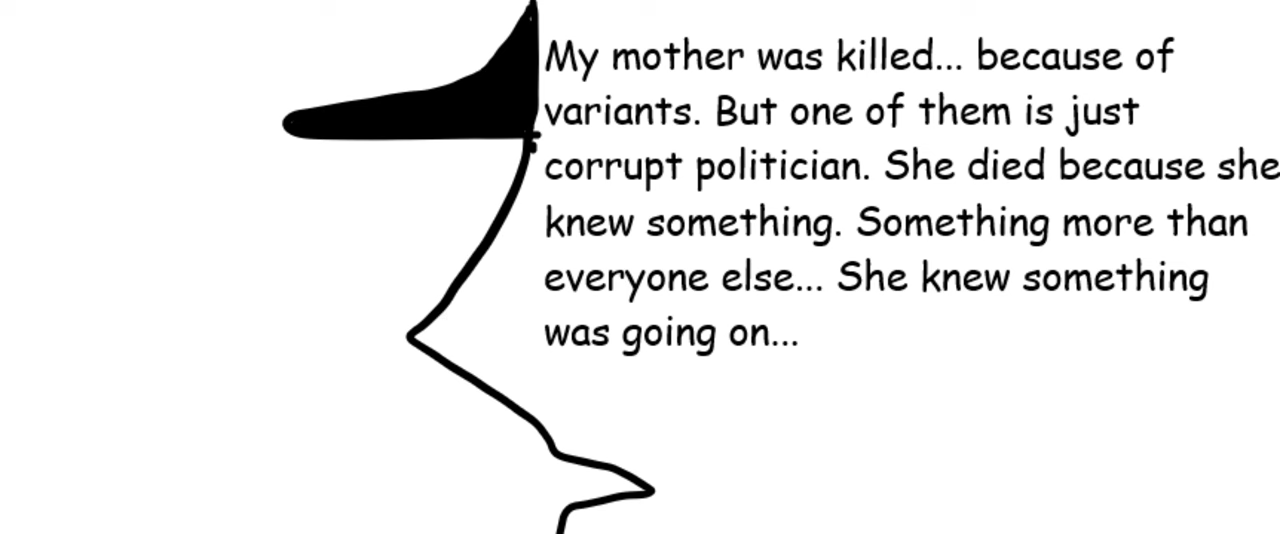 My mother was killed... because of
variants. But one of them is just
corrupt politician. She died because she
knew something. Something more than
everyone else... She knew something
was going on...